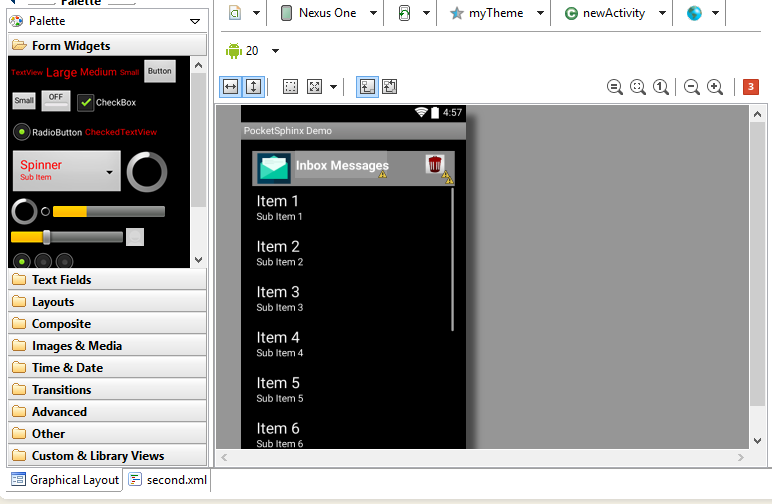 Palette
Palette
Form Widgets
TextView Large Medium Small Button
Small OFF CheckBox
RadioButton CheckedTextView
Spinner
Sub Item
Text Fields
Layouts
Composite
Images & Media
Time & Date
Transitions
Advanced
Other
Custom & Library Views
Graphical Layout
second.xml
Nexus One
myTheme
newActivity
20
1
3
4:57
PocketSphinx Demo
Inbox Messages
Item 1
Sub Item 1
Item 2
Sub Item 2
Item 3
Sub Item 3
Item 4
Sub Item 4
Item 5
Sub Item 5
Item 6
Sub Item 6